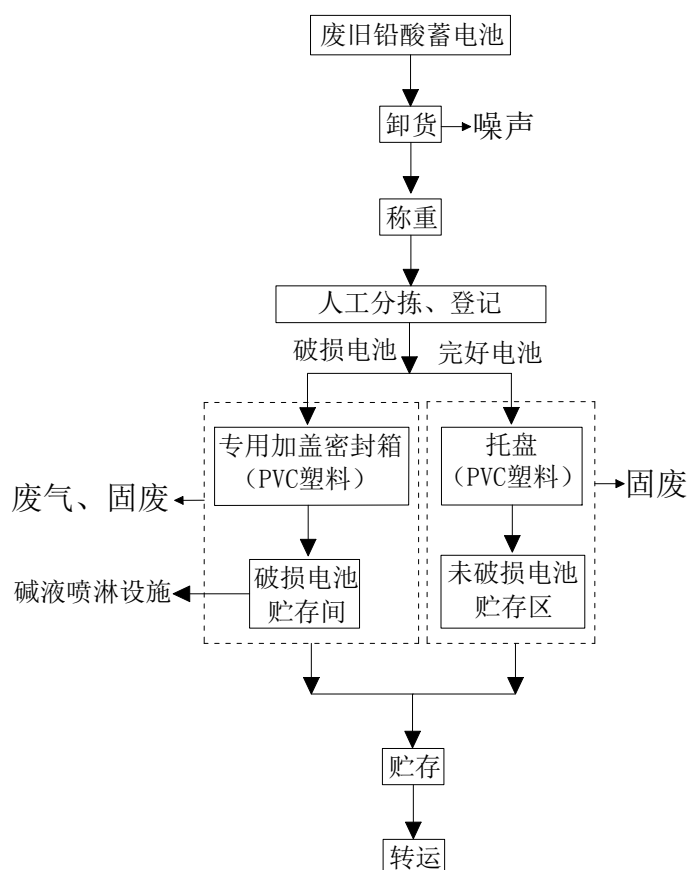 废旧铅酸蓄电池
卸货
噪声
称重
人工分拣、登记
破损电池
完好电池
专用加盖密封箱
（PVC塑料）
托盘
（PVC塑料）
废气、固废
固废
碱液喷淋设施
破损电池
贮存间
未破损电池
贮存区
贮存
转运